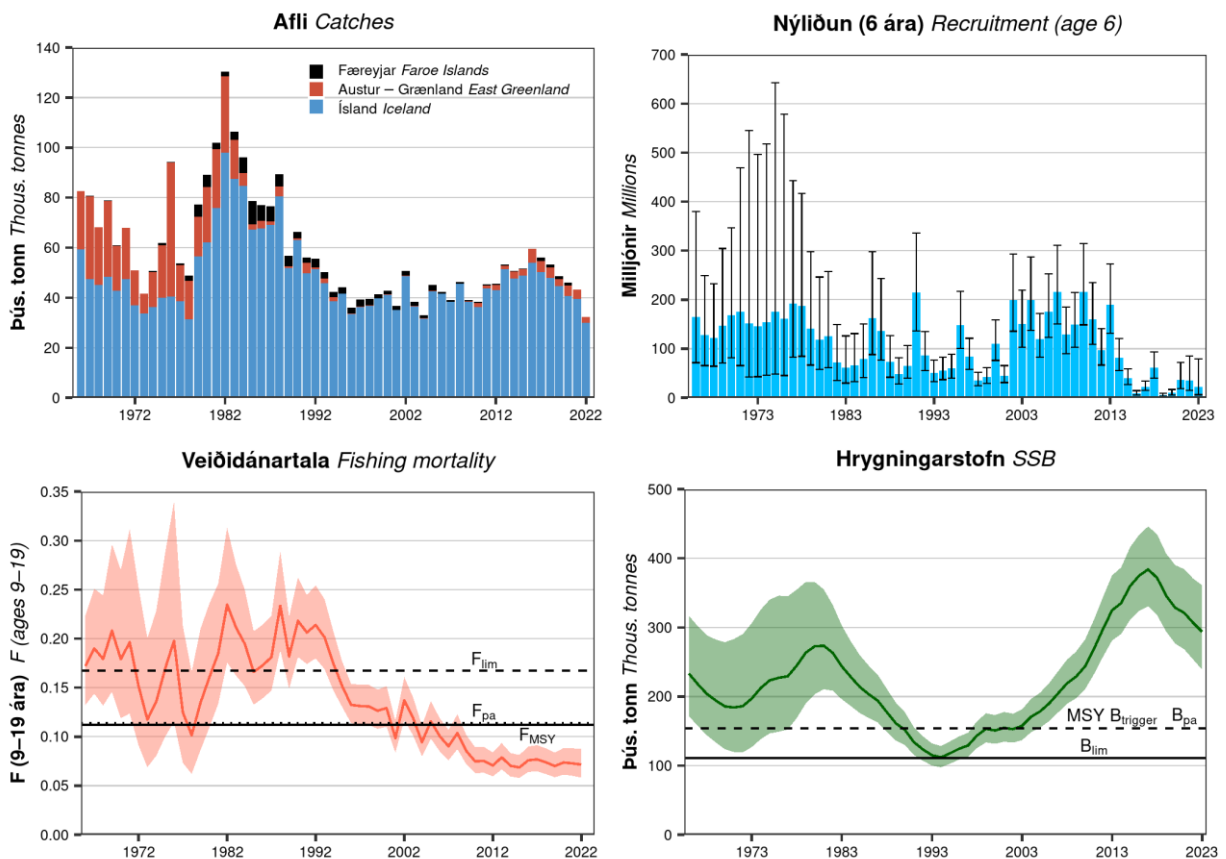 Afli Catches
Þús. tonn Thous. tonnes
140
120
100
80
60
40
20
0
Færeyjar Faroe Islands
Austur – Grænland East Greenland
Ísland Iceland
1972 1982 1992 2002 2012 2022
Nýliðun (6 ára) Recruitment (age 6)
Milljónir Millions
700
600
500
400
300
200
100
0
1973 1983 1993 2003 2013 2023
Veiðidánartala Fishing mortality
F (9–19 ára) F (ages 9–19)
0.35
0.30
0.25
0.20
0.15
0.10
0.05
0.00
Flim
Fpa
FMSY
1972 1982 1992 2002 2012 2022
Hrygningarstofn SSB
Þús. tonn Thous. tonnes
500
400
300
200
100
0
MSY Btrigger Bpa
Blim
1973 1983 1993 2003 2013 2023